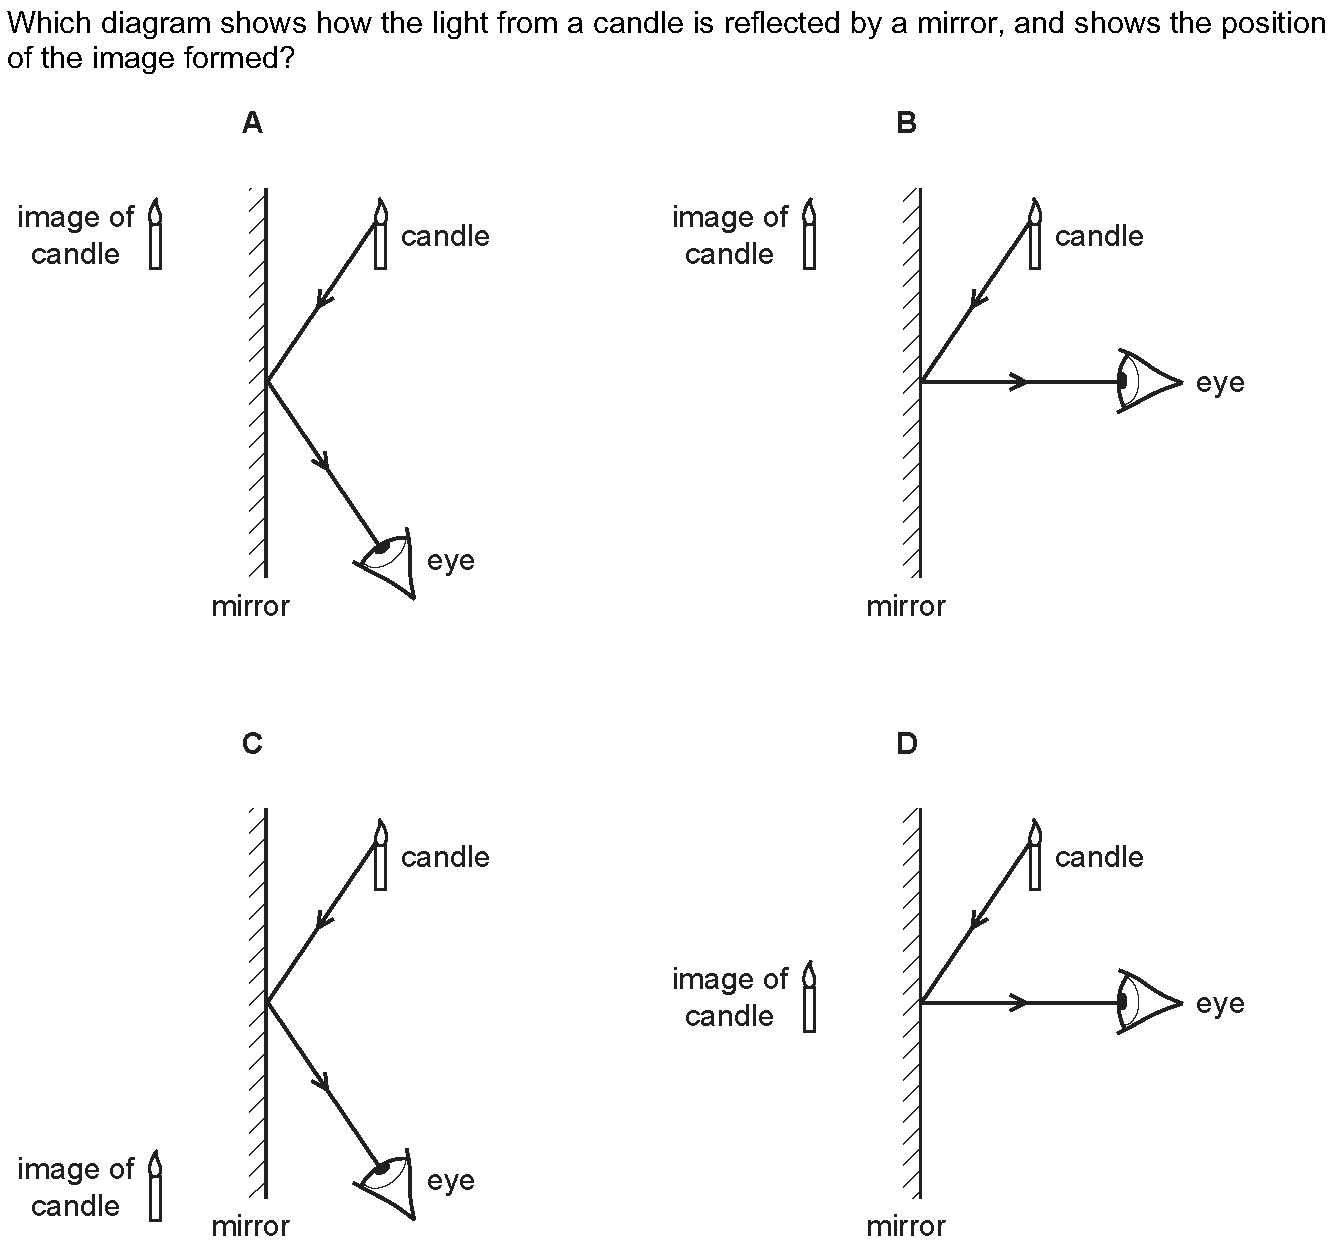 Which diagram shows how the light from a candle is reflected by a mirror, and shows the position
of the image formed?
A
image of
candle
candle
eye
mirror
B
image of
candle
candle
eye
mirror
C
candle
image of
candle
eye
mirror
D
candle
image of
candle
eye
mirror